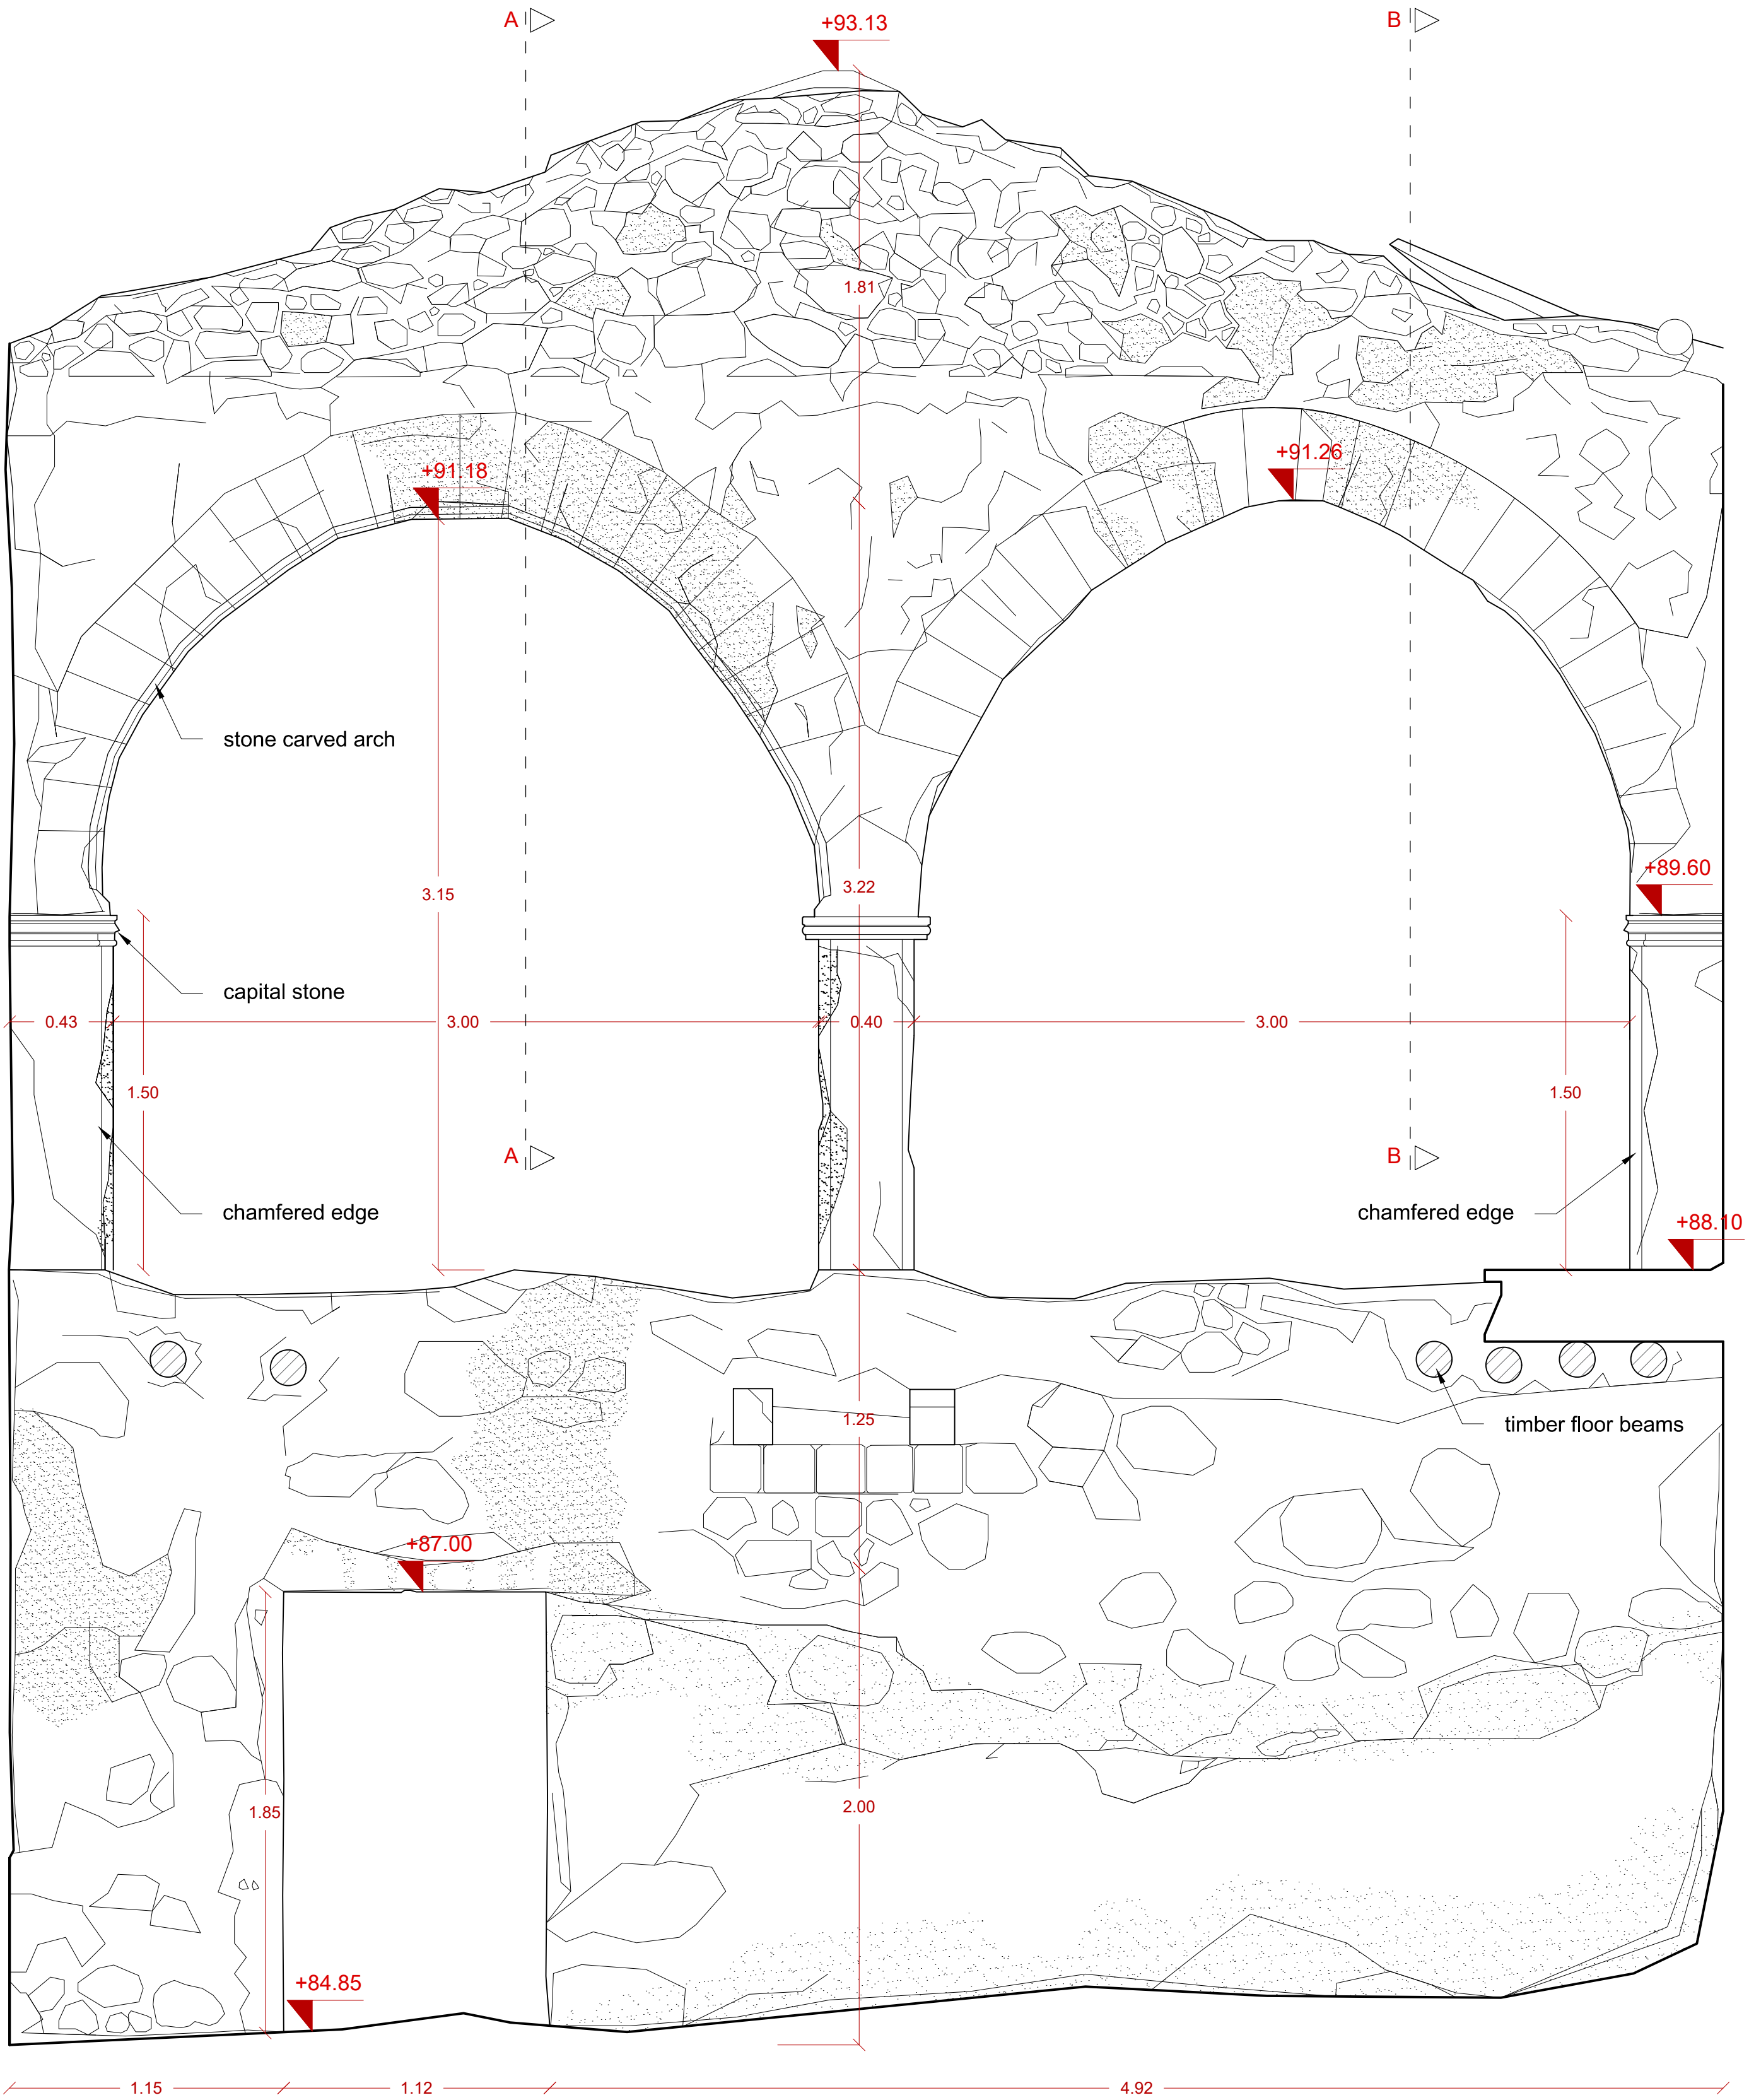 A
B
+93.13
1.81
+91.18
+91.26
stone carved arch
3.15
3.22
+89.60
capital stone
0.43
3.00
0.40
3.00
1.50
1.50
A
B
chamfered edge
chamfered edge
+88.10
1.25
timber floor beams
+87.00
1.85
2.00
+84.85
1.15
1.12
4.92